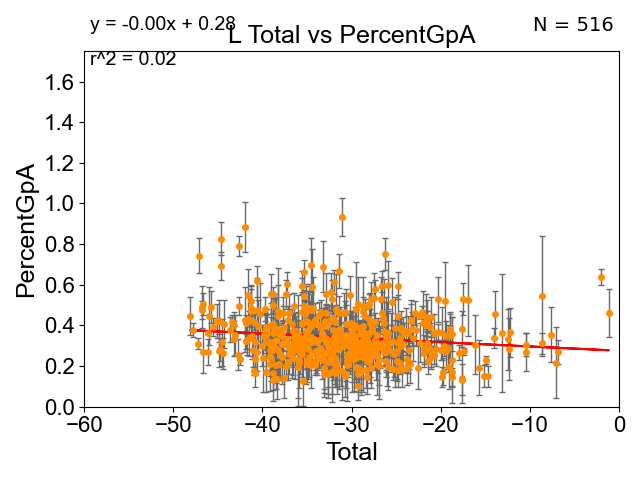 y = -0.00x + 0.28
N = 516
L Total vs PercentGpA
r^2 = 0.02
PercentGpA
1.6
1.4
1.2
1.0
0.8
0.6
0.4
0.2
0.0
−60 −50 −40 −30 −20 −10 0
Total